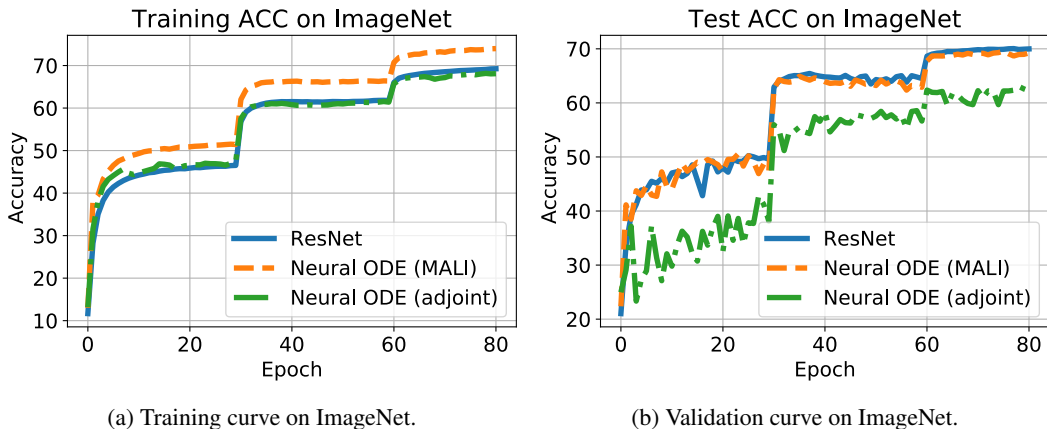 Training ACC on ImageNet
Accuracy
70
60
50
40
30
20
10
0
20
40
60
80
Epoch
ResNet
Neural ODE (MALI)
Neural ODE (adjoint)
(a) Training curve on ImageNet.
Test ACC on ImageNet
Accuracy
70
60
50
40
30
20
0
20
40
60
80
Epoch
ResNet
Neural ODE (MALI)
Neural ODE (adjoint)
(b) Validation curve on ImageNet.